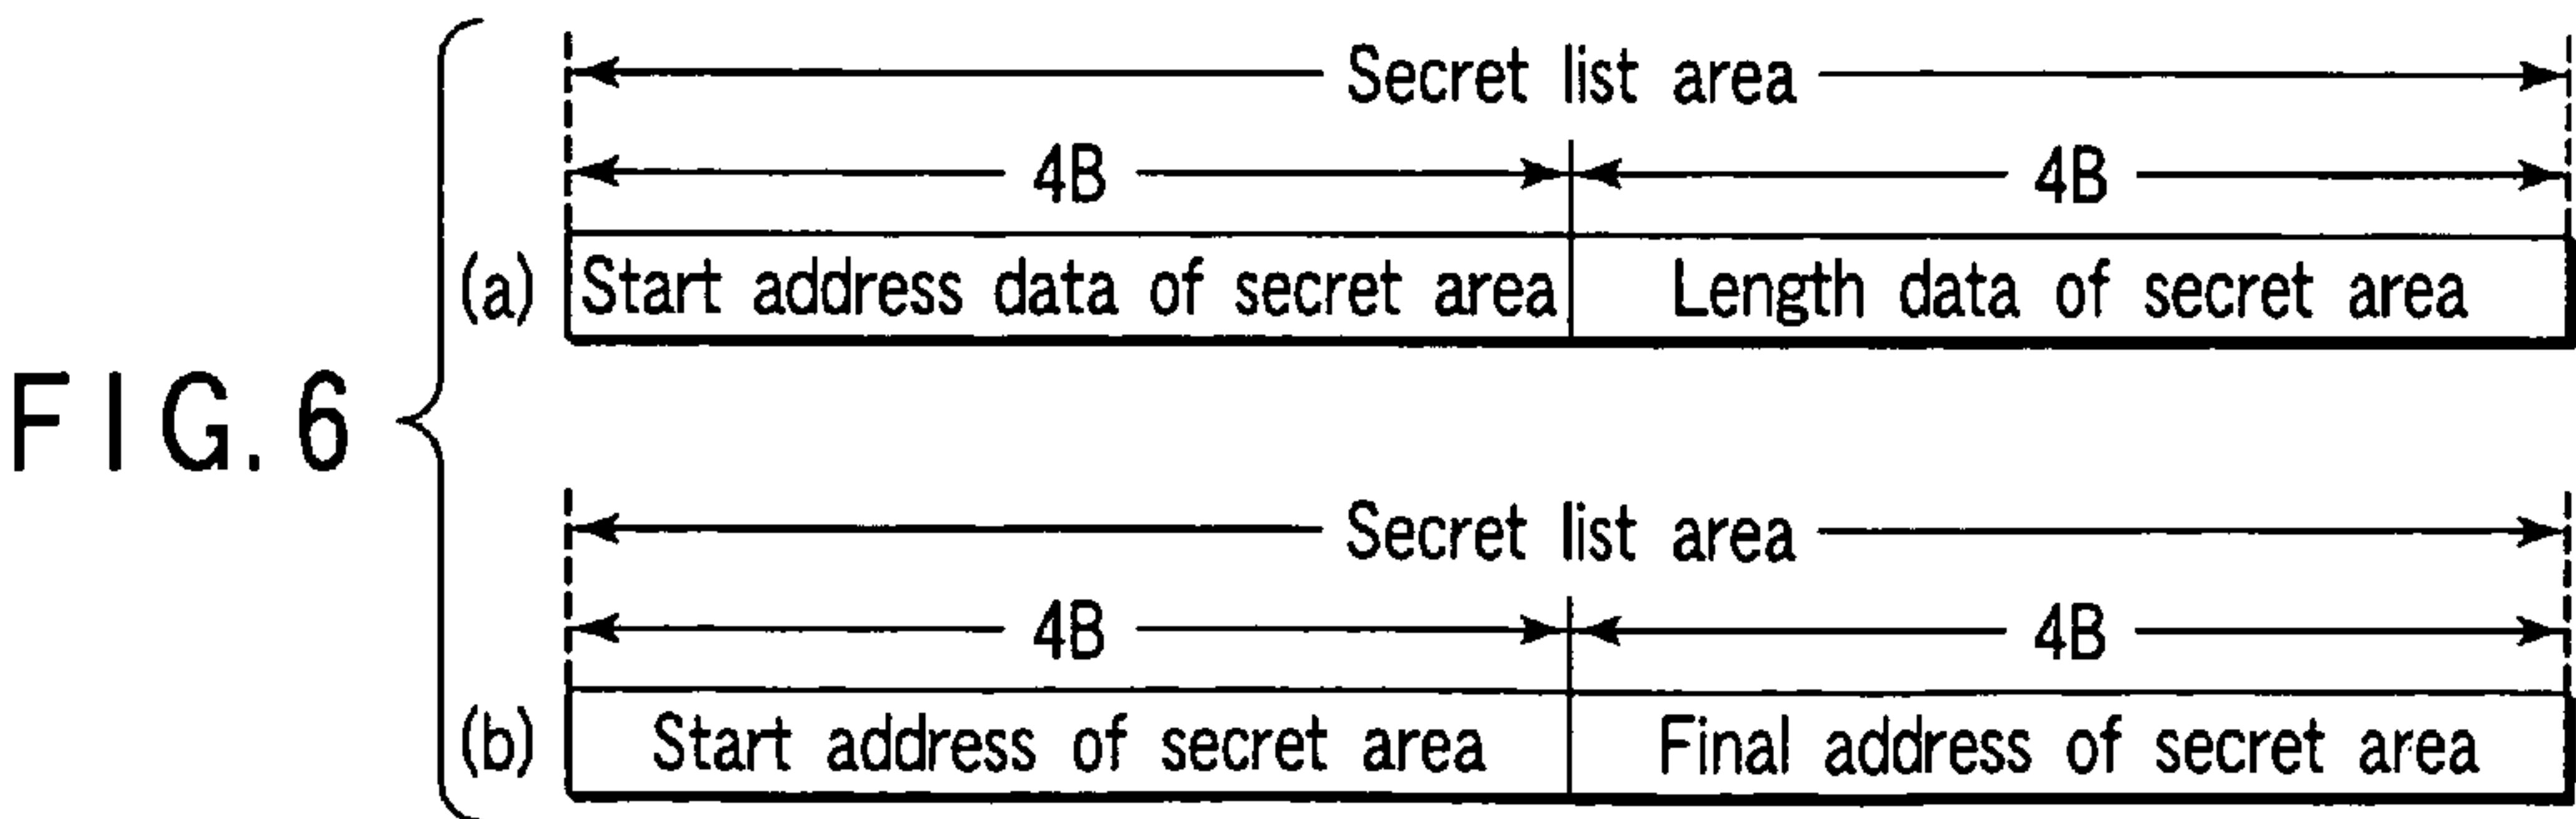 FIG. 6
Secret list area
4B 4B
(a) Start address data of secret area Length data of secret area
Secret list area
4B 4B
(b) Start address of secret area Final address of secret area